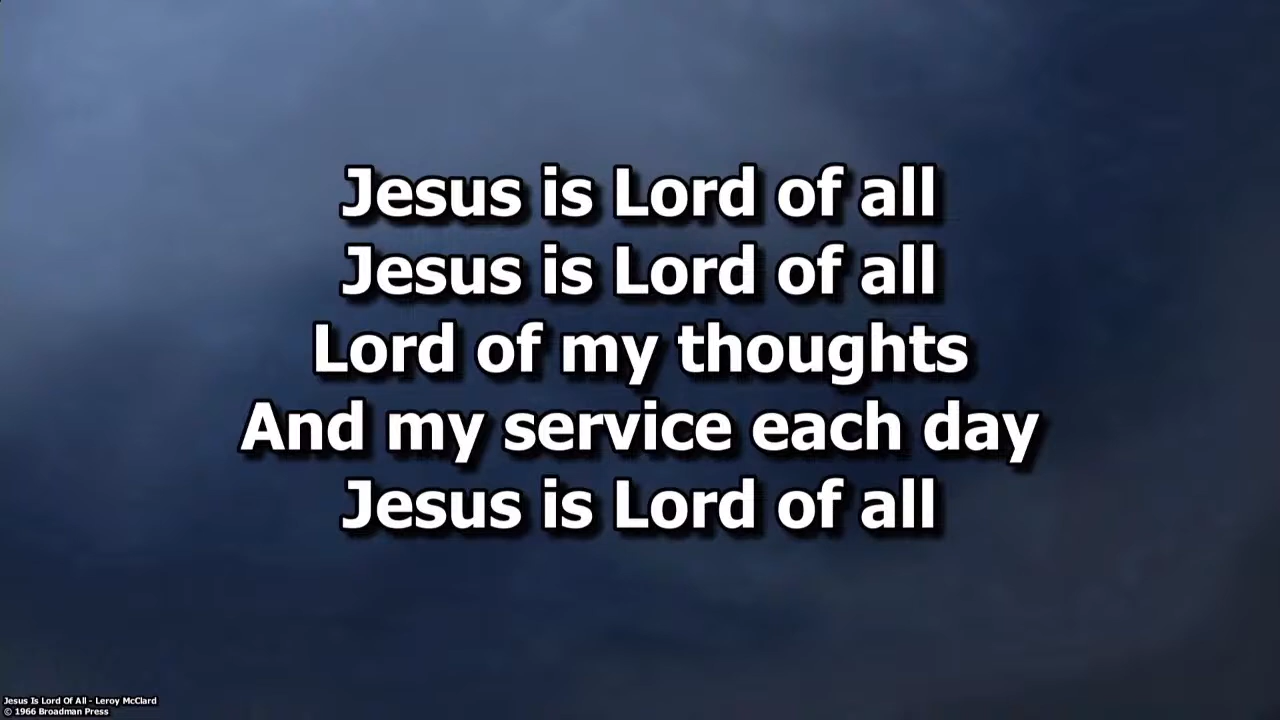 Jesus is Lord of all
Jesus is Lord of all
Lord of my thoughts
And my service each day
Jesus is Lord of all
Jesus Is Lord Of All - Leroy McClard
© 1966 Broadman Press